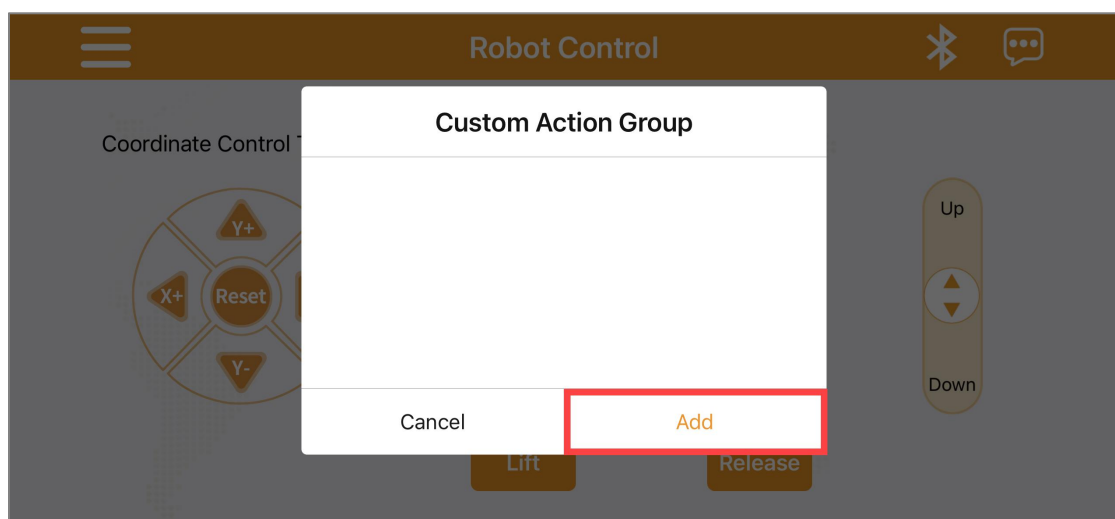 Robot Control
Custom Action Group
Coordinate Control
Y+
X+
Reset
Y-
Up
Down
Cancel
Add
Lift
Release